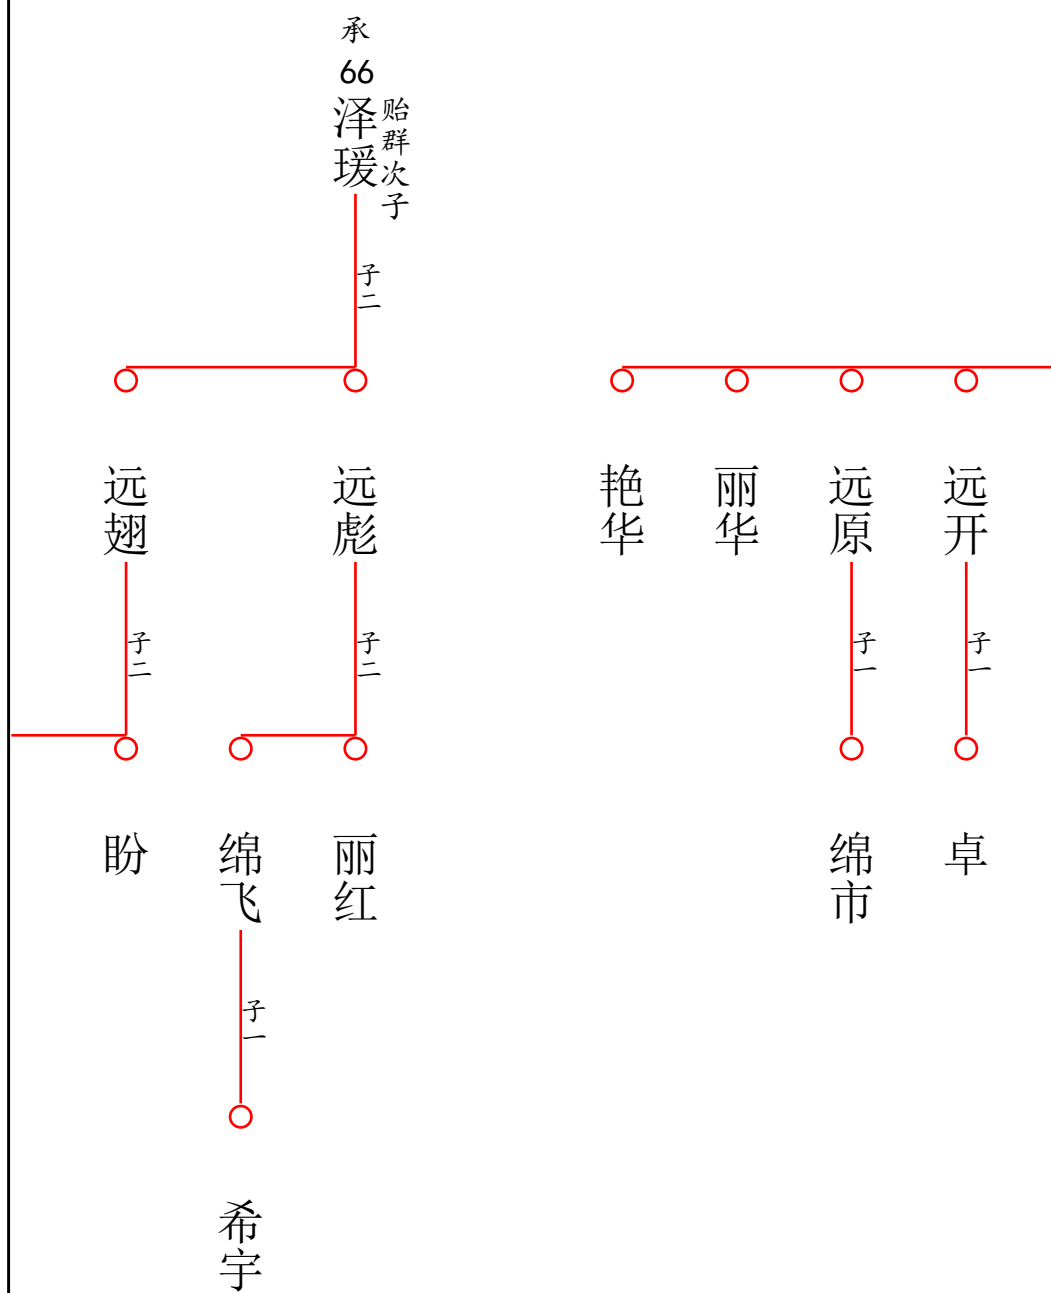 承
66
泽瑗
贻群次子
子二
远开
远原
丽华
艳华
远彪
远翅
子一
子一
子二
子二
卓
绵市
丽红
绵飞
盼
子一
希宇